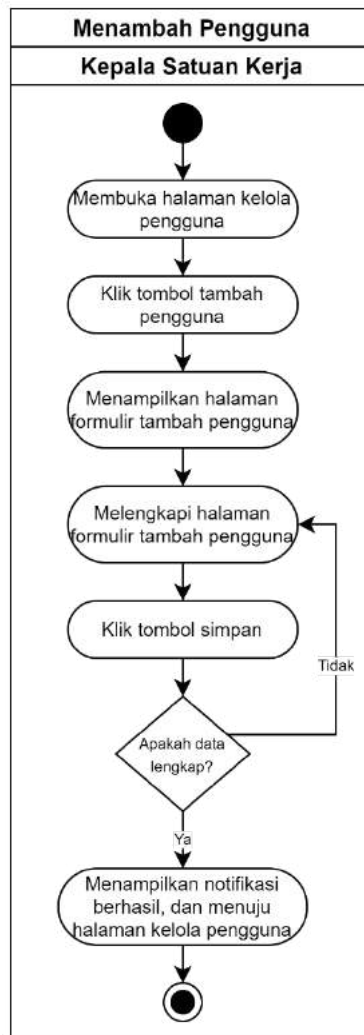 Menambah Pengguna
Kepala Satuan Kerja
Membuka halaman kelola
pengguna
Klik tombol tambah
pengguna
Menampilkan halaman
formulir tambah pengguna
Melengkapi halaman
formulir tambah pengguna
Klik tombol simpan
Tidak
Apakah data
lengkap?
Ya
Menampilkan notifikasi
berhasil, dan menuju
halaman kelola pengguna